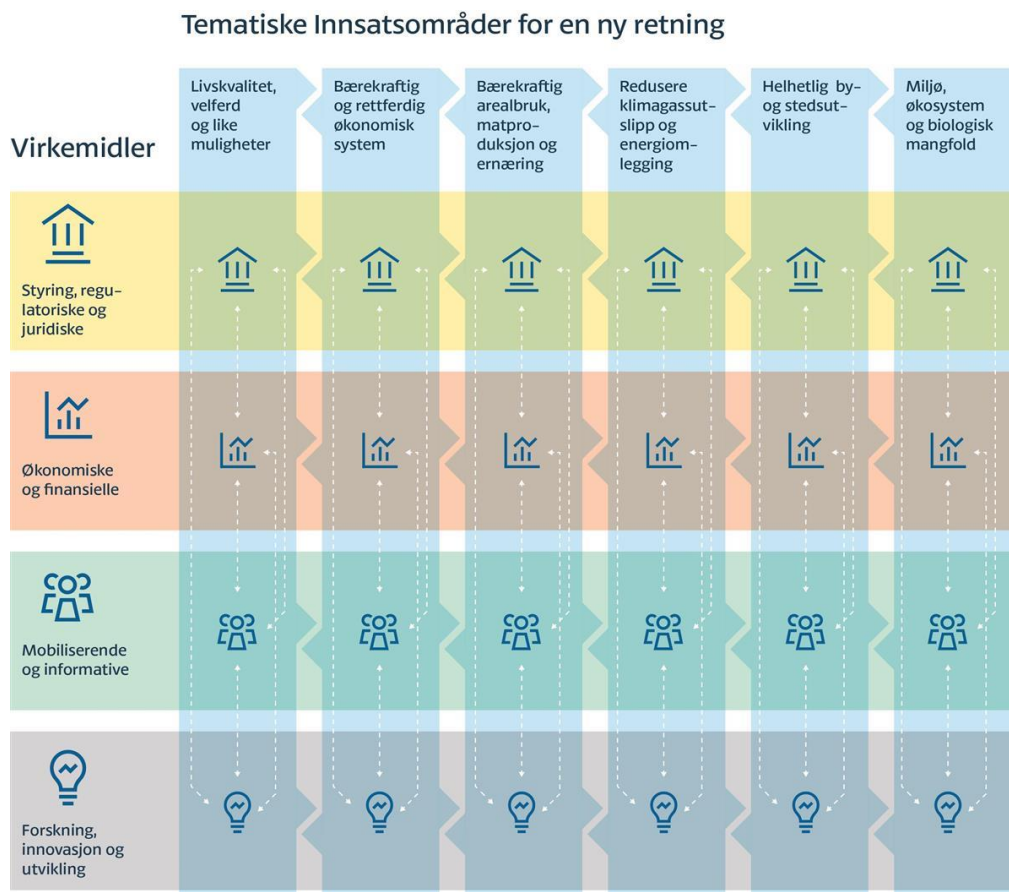 Tematiske Innsatsområder for en ny retning
Virkemidler
Livskvalitet,
velferd
og like
muligheter
Bærekraftig
og rettferdig
økonomisk
system
Bærekraftig
arealbruk,
matpro-
duksjon og
ernæring
Redusere
klimagassut-
slipp og
energiom-
legging
Helhetlig by-
og stedsut-
vikling
Miljø,
økosystem
og biologisk
mangfold
Styring, regu-
latoriske og
juridiske
Økonomiske
og finansielle
Mobiliserende
og informative
Forskning,
innovasjon og
utvikling